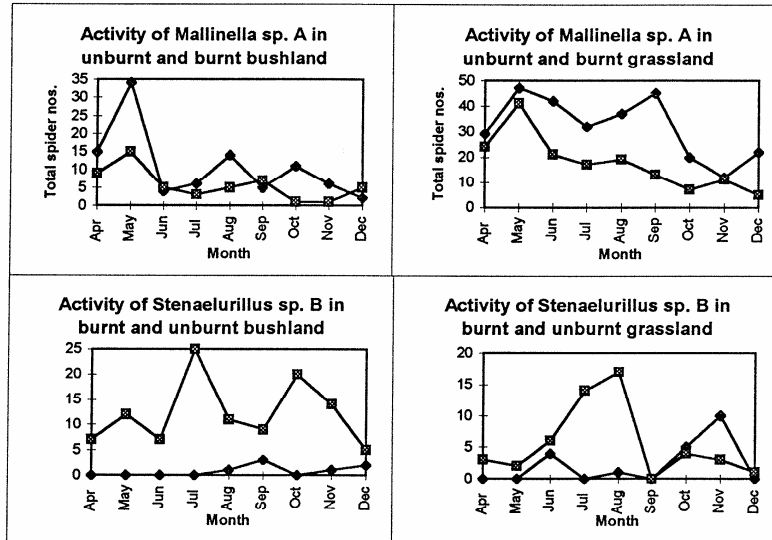 Activity of Mallinella sp. A in
unburnt and burnt bushland
35
30
25
20
15
10
5
0
Total spider nos.
Apr
May
Jun
Jul
Aug
Sep
Oct
Nov
Dec
Month
Activity of Mallinella sp. A in
unburnt and burnt grassland
50
40
30
20
10
0
Total spider nos.
Apr
May
Jun
Jul
Aug
Sep
Oct
Nov
Dec
Month
Activity of Stenaelurillus sp. B in
burnt and unburnt bushland
25
20
15
10
5
0
Apr
May
Jun
Jul
Aug
Sep
Oct
Nov
Dec
Month
Activity of Stenaelurillus sp. B in
burnt and unburnt grassland
20
15
10
5
0
Apr
May
Jun
Jul
Aug
Sep
Oct
Nov
Dec
Month